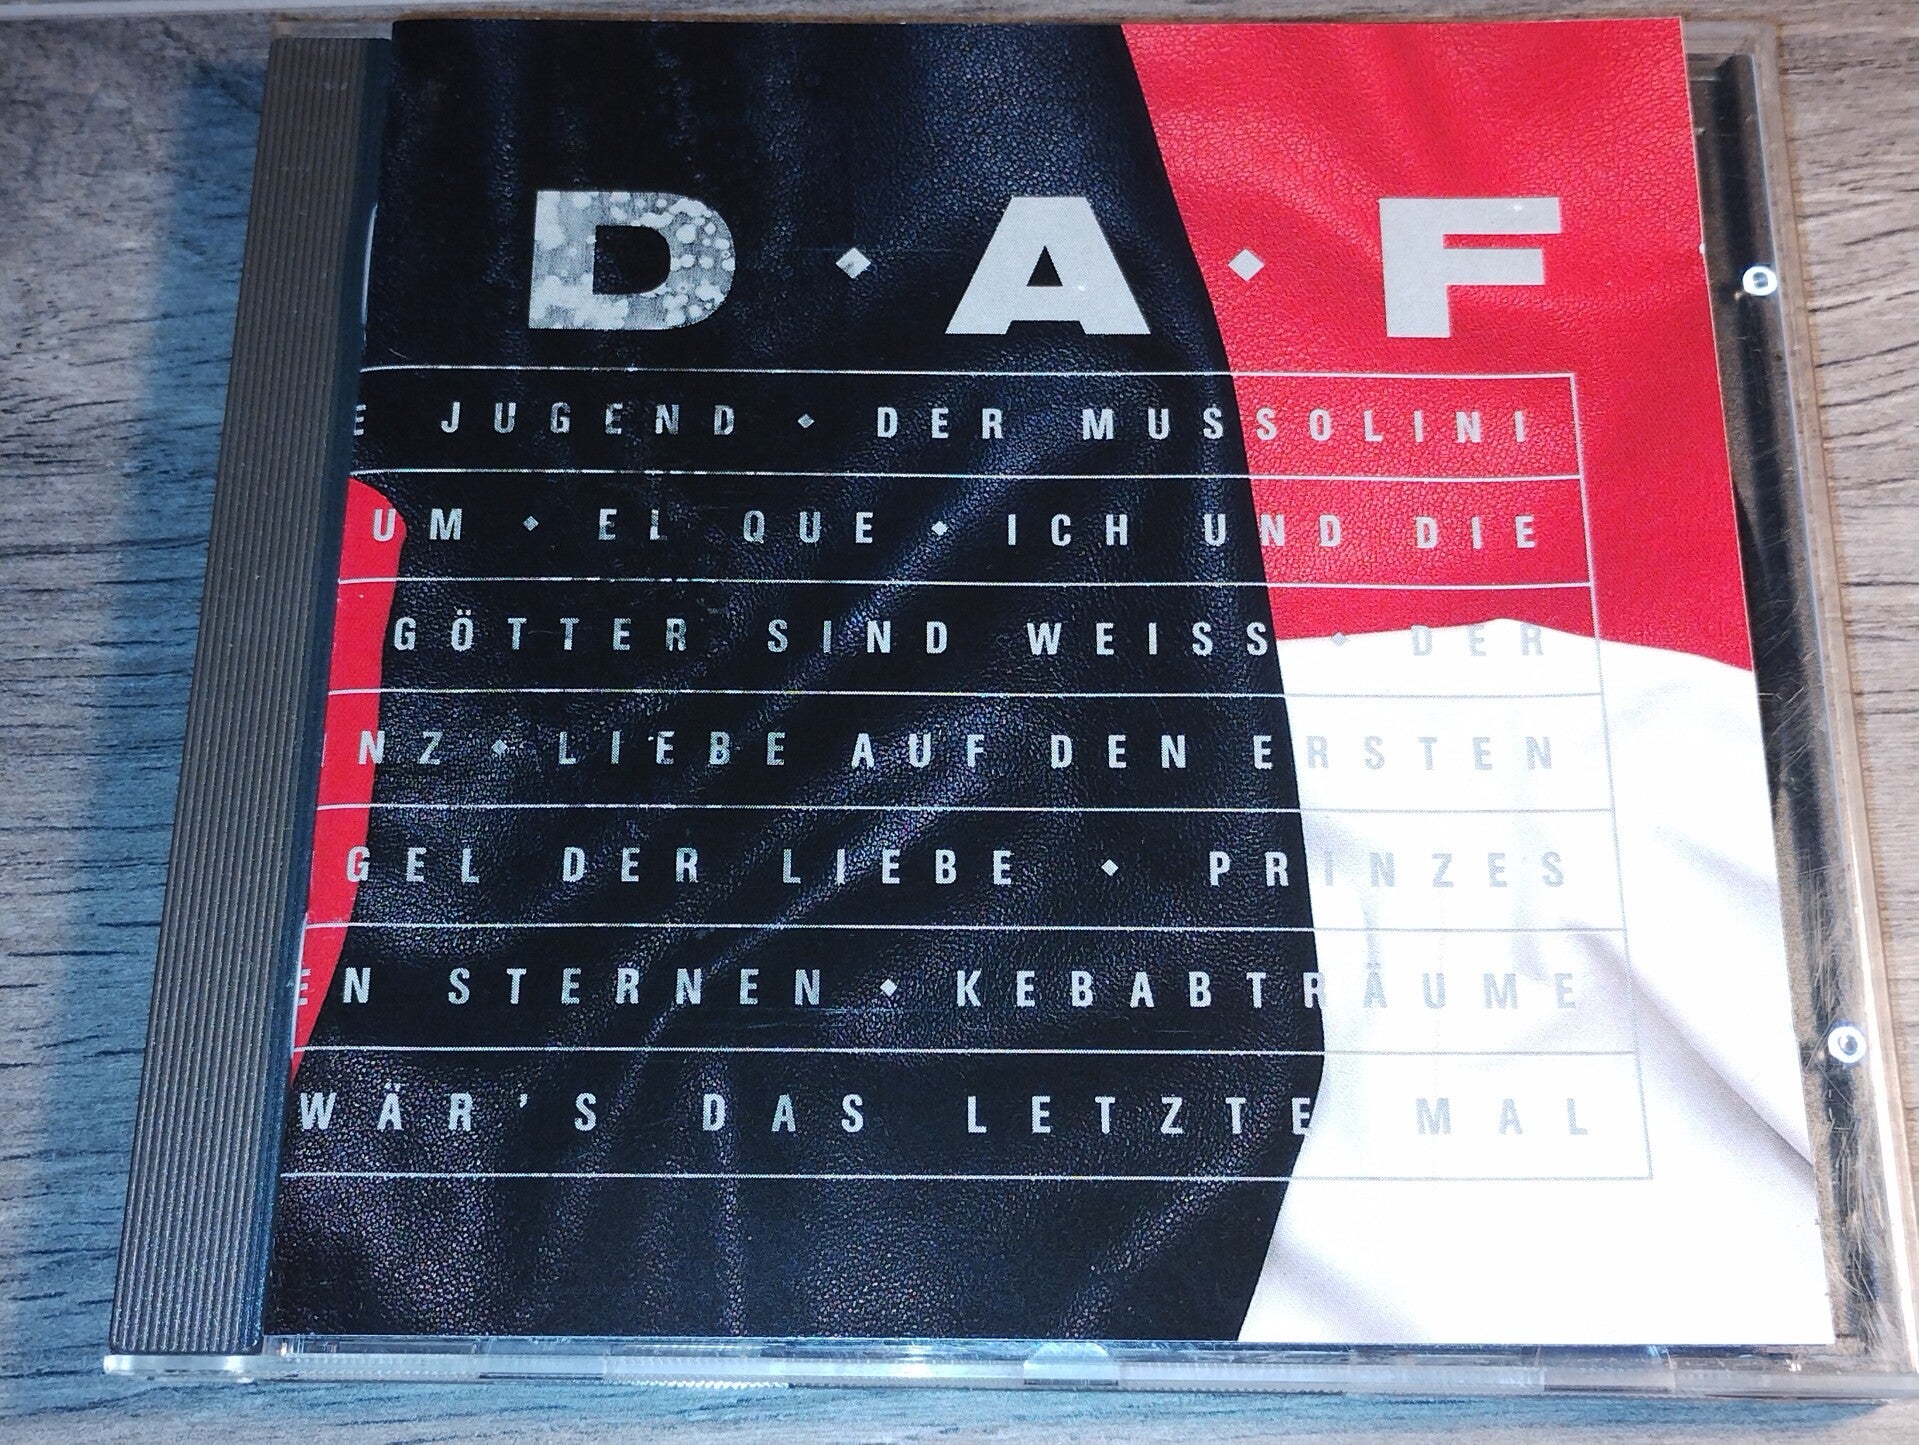 D ◆ A ◆ F
E JUGEND ◆ DER MUSSOLINI
UM ◆ EL QUE ◆ ICH UND DIE
GÖTTER SIND WEISS ◆ DER
NZ ◆ LIEBE AUF DEN ERSTEN
GEL DER LIEBE ◆ PRINZES
EN STERNEN ◆ KEBABTRÄUME
WÄR'S DAS LETZTE MAL